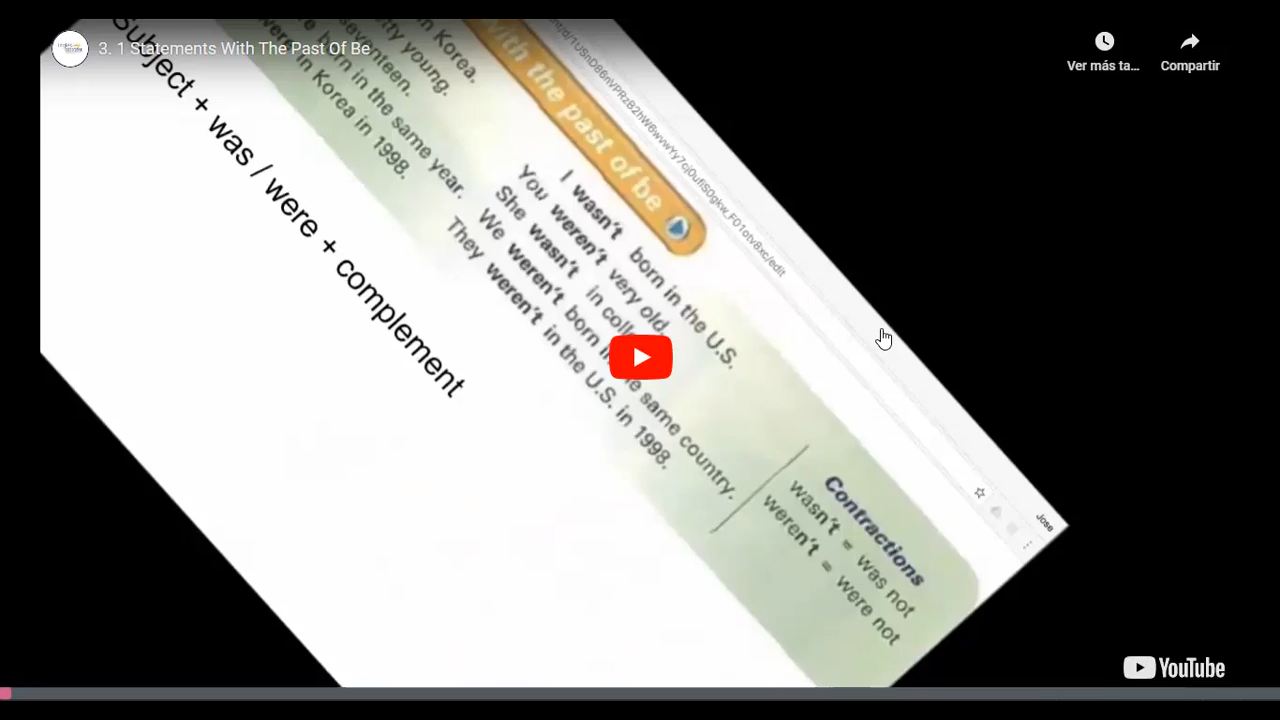 3. 1 Statements With The Past Of Be
Ver más ta...
Compartir
with the past of be
in Korea.
young.
seventeen.
born in the same year.
were in Korea in 1998.
I wasn't born in the U.S.
You weren't very old.
She wasn't in
We weren't born same country.
They weren't in the U.S. in 1998.
Contractions
wasn't = was not
weren't = were not
Subject + was / were + complement
Jose
YouTube